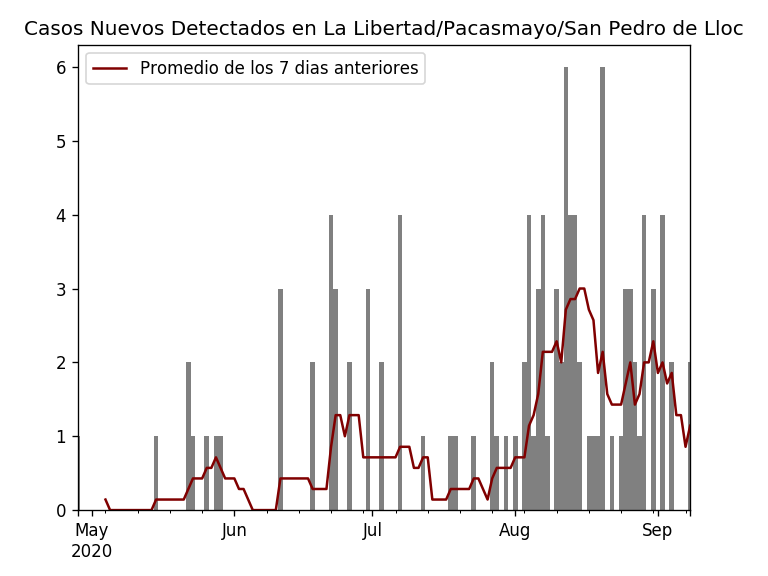 Casos Nuevos Detectados en La Libertad/Pacasmayo/San Pedro de Lloc
Promedio de los 7 dias anteriores
6
5
4
3
2
1
0
May Jun Jul Aug Sep
2020